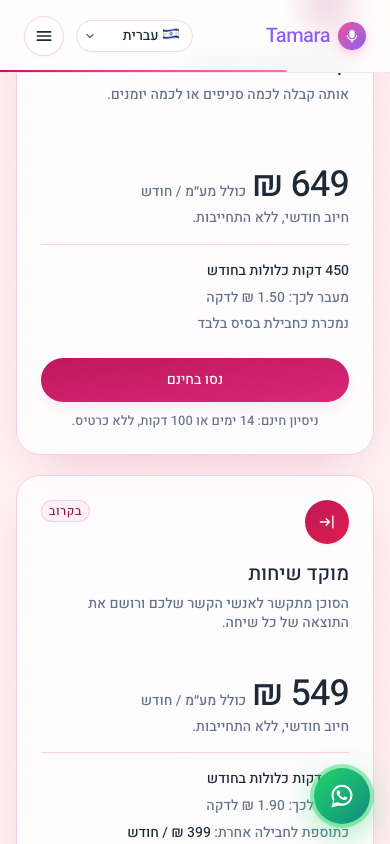 Tamara
עברית
אותה קבלה לכמה סניפים או לכמה יומנים.
649 ₪ כולל מע״מ / חודש
חיוב חודשי, ללא התחייבות.
450 דקות כלולות בחודש
מעבר לכך: 1.50 ₪ לדקה
נמכרת כחבילת בסיס בלבד
נסו בחינם
ניסיון חינם: 14 ימים או 100 דקות, ללא כרטיס.
בקרוב
מוקד שיחות
הסוכן מתקשר לאנשי הקשר שלכם ורושם את
התוצאה של כל שיחה.
549 ₪ כולל מע״מ / חודש
חיוב חודשי, ללא התחייבות.
דקות כלולות בחודש
לכך: 1.90 ₪ לדקה
כתוספת לחבילה אחרת: 399 ₪ / חודש